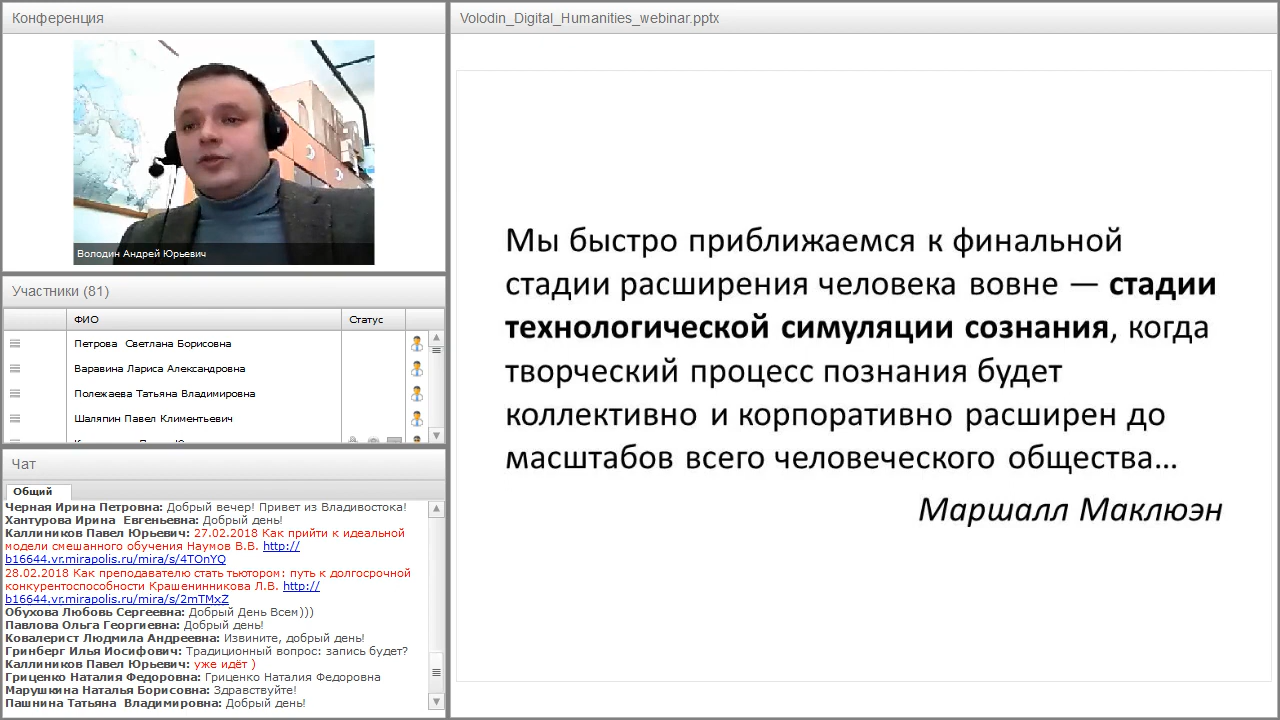 Конференция
Володин Андрей Юрьевич
Участники (81)
ФИО Статус
Петрова Светлана Борисовна
Варавина Лариса Александровна
Полежаева Татьяна Владимировна
Шаляпин Павел Климентьевич
Чат
Общий
Черная Ирина Петровна: Добрый вечер! Привет из Владивостока!
Хантурова Ирина Евгеньевна: Добрый день!
Каллиников Павел Юрьевич: 27.02.2018 Как прийти к идеальной
модели смешанного обучения Наумов В.В. http://
b16644.vr.mirapolis.ru/mira/s/4TOnYQ
28.02.2018 Как преподавателю стать тьютором: путь к долгосрочной
конкурентоспособности Крашенинникова Л.В. http://
b16644.vr.mirapolis.ru/mira/s/2mTMxZ
Обухова Любовь Сергеевна: Добрый День Всем)))
Павлова Ольга Георгиевна: Добрый день!
Ковалерист Людмила Андреевна: Извините, добрый день!
Гринберг Илья Иосифович: Традиционный вопрос: запись будет?
Каллиников Павел Юрьевич: уже идёт )
Гриценко Наталия Федоровна: Гриценко Наталия Федоровна
Марушкина Наталья Борисовна: Здравствуйте!
Пашнина Татьяна Владимировна: Добрый день!
Volodin_Digital_Humanities_webinar.pptx
Мы быстро приближаемся к финальной
стадии расширения человека вовне — стадии
технологической симуляции сознания, когда
творческий процесс познания будет
коллективно и корпоративно расширен до
масштабов всего человеческого общества…
Маршалл Маклюэн